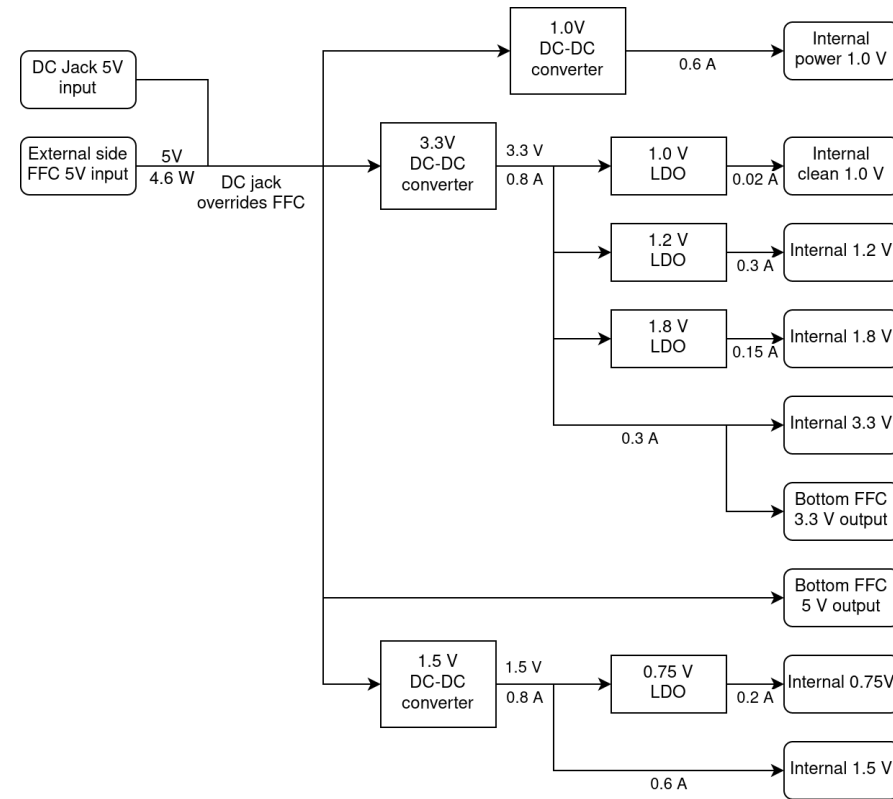 DC Jack 5V
input
External side
FFC 5V input
5V
4.6 W
DC jack
overrides FFC
1.0V
DC-DC
converter
0.6 A
Internal
power 1.0 V
3.3V
DC-DC
converter
3.3 V
0.8 A
1.0 V
LDO
0.02 A
Internal
clean 1.0 V
1.2 V
LDO
0.3 A
Internal 1.2 V
1.8 V
LDO
0.15 A
Internal 1.8 V
0.3 A
Internal 3.3 V
Bottom FFC
3.3 V output
Bottom FFC
5 V output
1.5 V
DC-DC
converter
1.5 V
0.8 A
0.75 V
LDO
0.2 A
Internal 0.75V
0.6 A
Internal 1.5 V